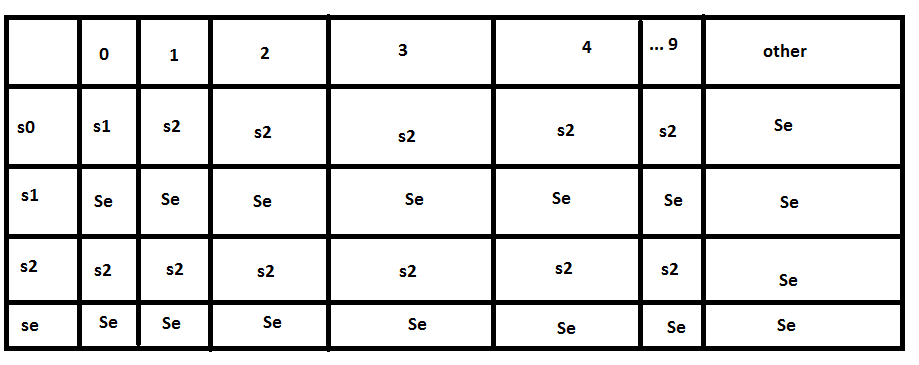 0 1 2 3 4 ... 9 other
s0 s1 s2 s2 s2 s2 s2 Se
s1 Se Se Se Se Se Se Se
s2 s2 s2 s2 s2 s2 s2 Se
se Se Se Se Se Se Se Se